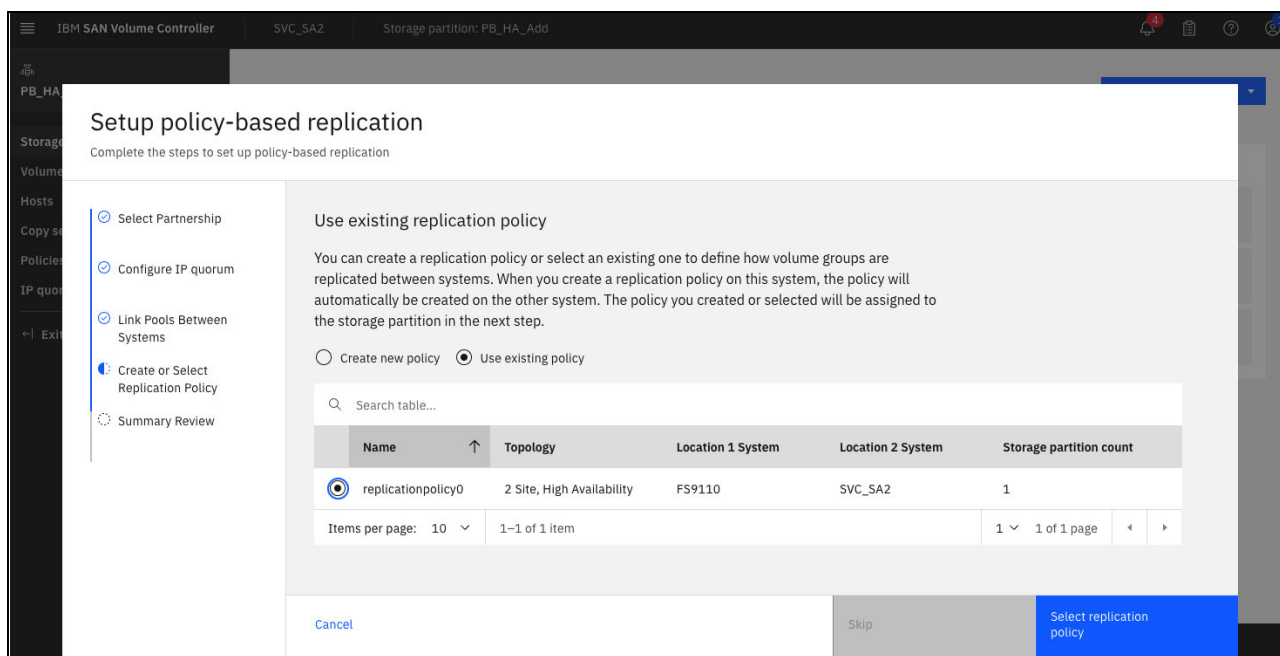 IBM SAN Volume Controller SVC_SA2 Storage partition: PB_HA_Add 4
PB_HA
Storage
Volume
Hosts
Copy se
Policies
IP quor
Exit
Setup policy-based replication
Complete the steps to set up policy-based replication
Select Partnership
Configure IP quorum
Link Pools Between
Systems
Create or Select
Replication Policy
Summary Review
Use existing replication policy
You can create a replication policy or select an existing one to define how volume groups are
replicated between systems. When you create a replication policy on this system, the policy will
automatically be created on the other system. The policy you created or selected will be assigned to
the storage partition in the next step.
Create new policy Use existing policy
Search table...
Name Topology Location 1 System Location 2 System Storage partition count
replicationpolicy0 2 Site, High Availability FS9110 SVC_SA2 1
Items per page: 10 1–1 of 1 item 1 1 of 1 page
Cancel
Skip
Select replication
policy